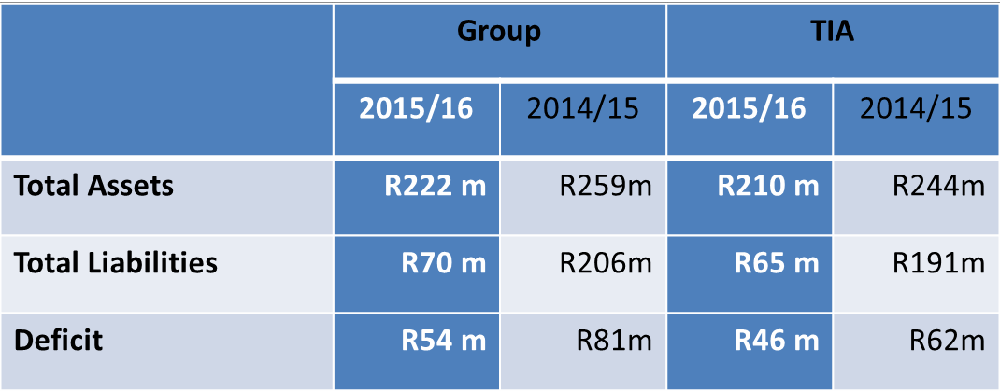 Group TIA
2015/16 2014/15 2015/16 2014/15
Total Assets R222 m R259m R210 m R244m
Total Liabilities R70 m R206m R65 m R191m
Deficit R54 m R81m R46 m R62m